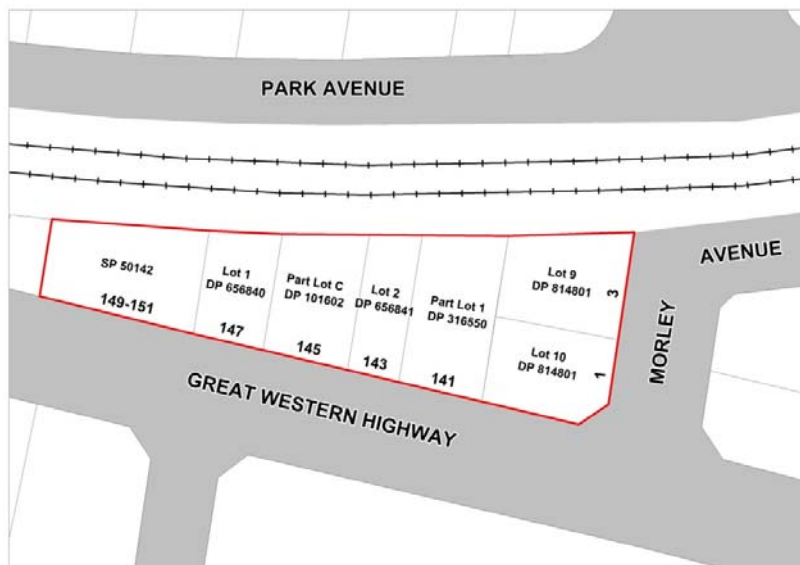 PARK AVENUE
SP 50142
149-151
Lot 1
DP 656840
147
Part Lot C
DP 101602
145
Lot 2
DP 656841
143
Part Lot 1
DP 316550
141
Lot 9
DP 814801
3
Lot 10
DP 814801
1
MORLEY
AVENUE
GREAT WESTERN HIGHWAY